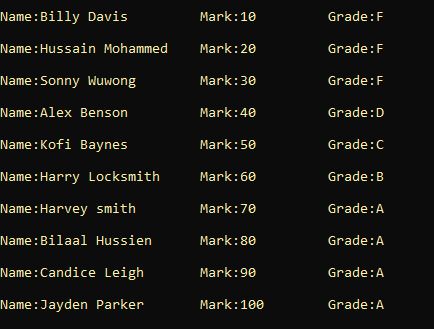 Name:Billy Davis Mark:10 Grade:F
Name:Hussain Mohammed Mark:20 Grade:F
Name:Sonny Wuwong Mark:30 Grade:F
Name:Alex Benson Mark:40 Grade:D
Name:Kofi Baynes Mark:50 Grade:C
Name:Harry Locksmith Mark:60 Grade:B
Name:Harvey smith Mark:70 Grade:A
Name:Bilaal Hussien Mark:80 Grade:A
Name:Candice Leigh Mark:90 Grade:A
Name:Jayden Parker Mark:100 Grade:A